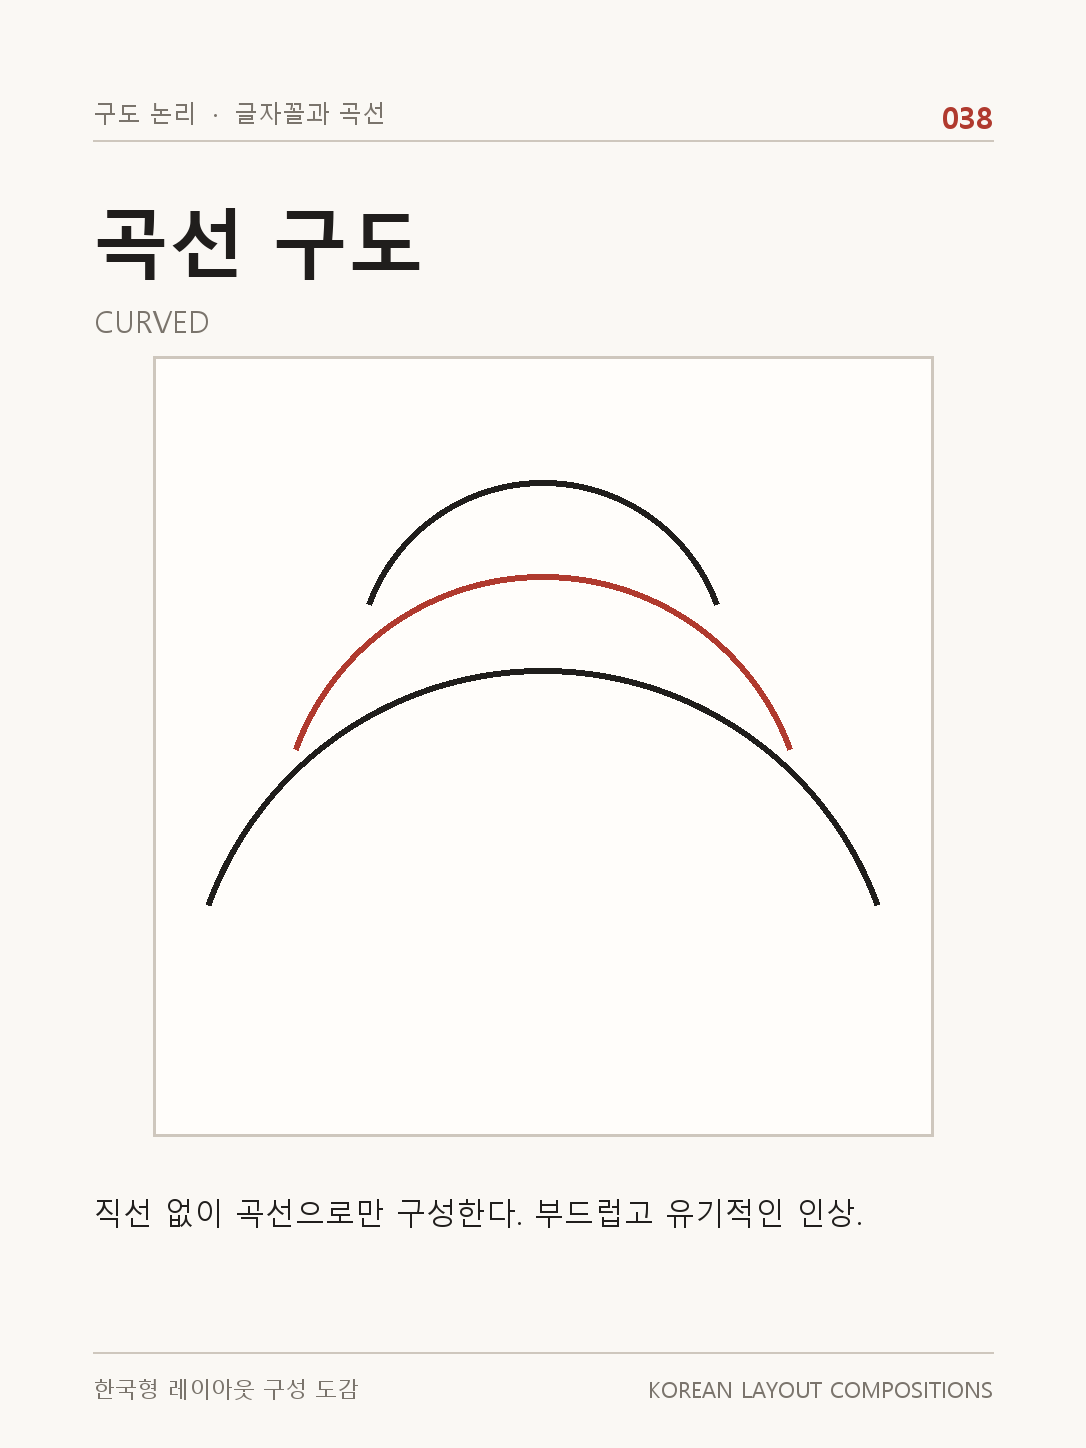 구도 논리 · 글자꼴과 곡선
038
곡선 구도
CURVED
직선 없이 곡선으로만 구성한다. 부드럽고 유기적인 인상.
한국형 레이아웃 구성 도감
KOREAN LAYOUT COMPOSITIONS